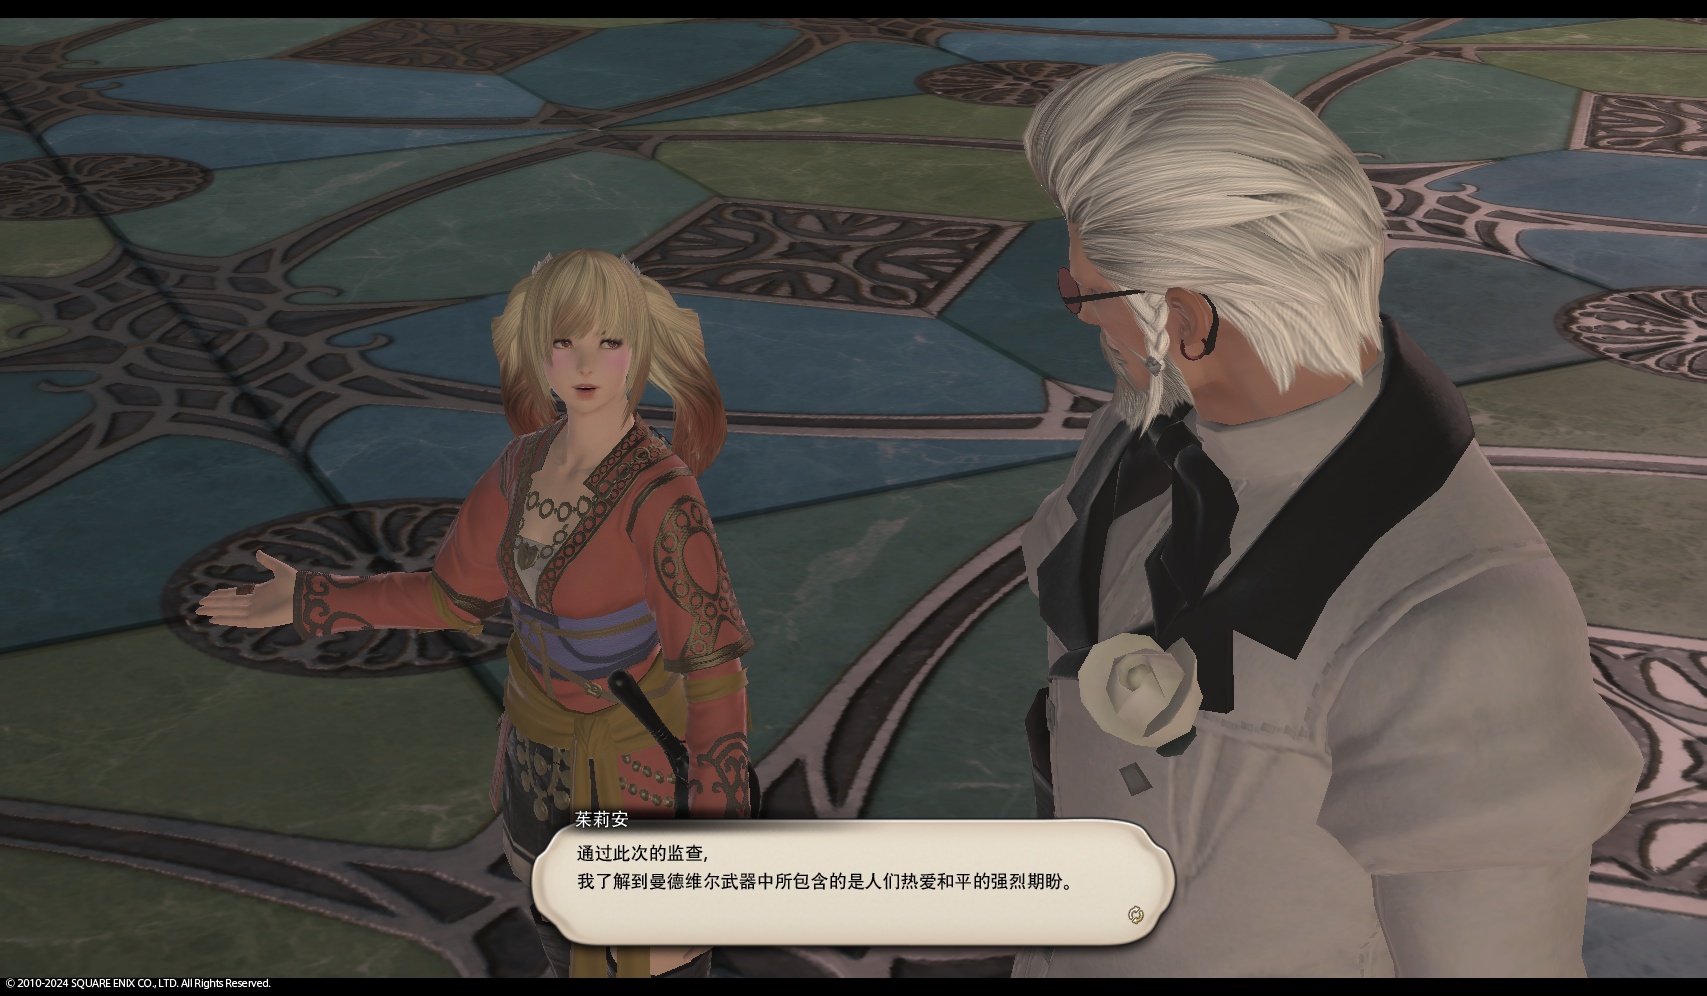 茱莉安
通过此次的监查,
我了解到曼德维尔武器中所包含的是人们热爱和平的强烈期盼。
© 2010-2024 SQUARE ENIX CO., LTD. All Rights Reserved.